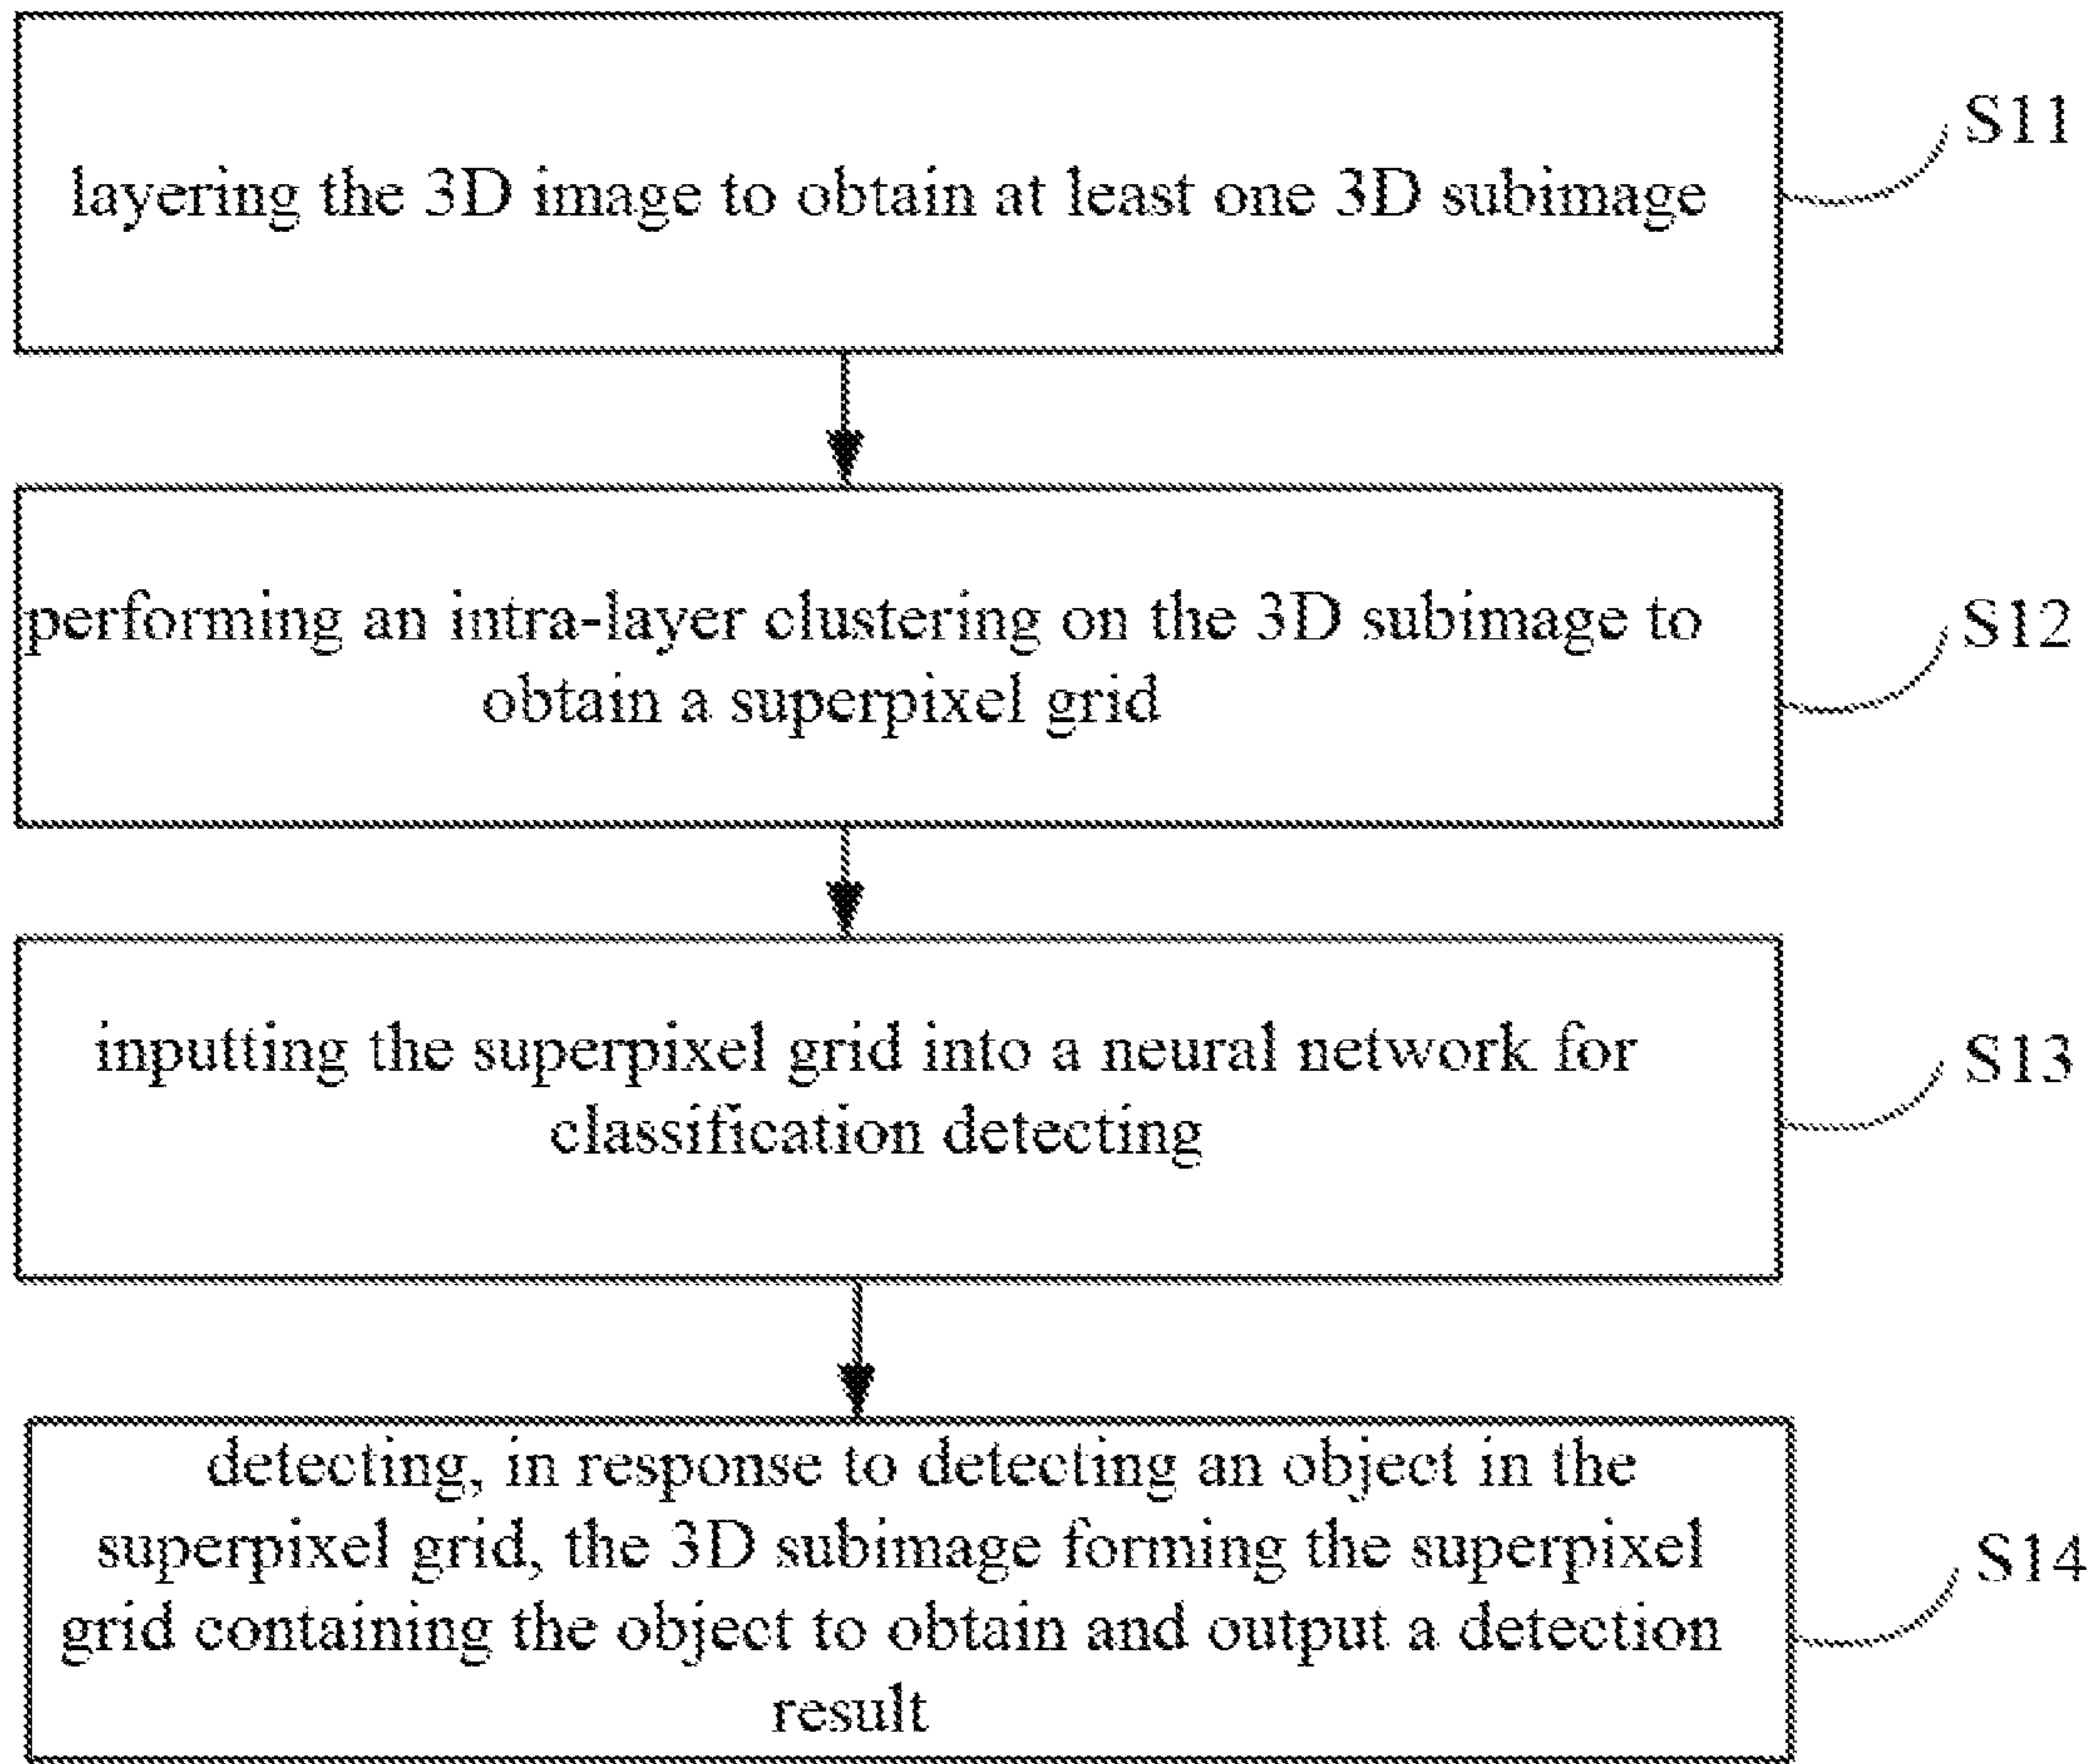 layering the 3D image to obtain at least one 3D subimage
S11
performing an intra-layer clustering on the 3D subimage to
obtain a superpixel grid
S12
inputting the superpixel grid into a neural network for
classification detecting
S13
detecting, in response to detecting an object in the
superpixel grid, the 3D subimage forming the superpixel
grid containing the object to obtain and output a detection
result
S14